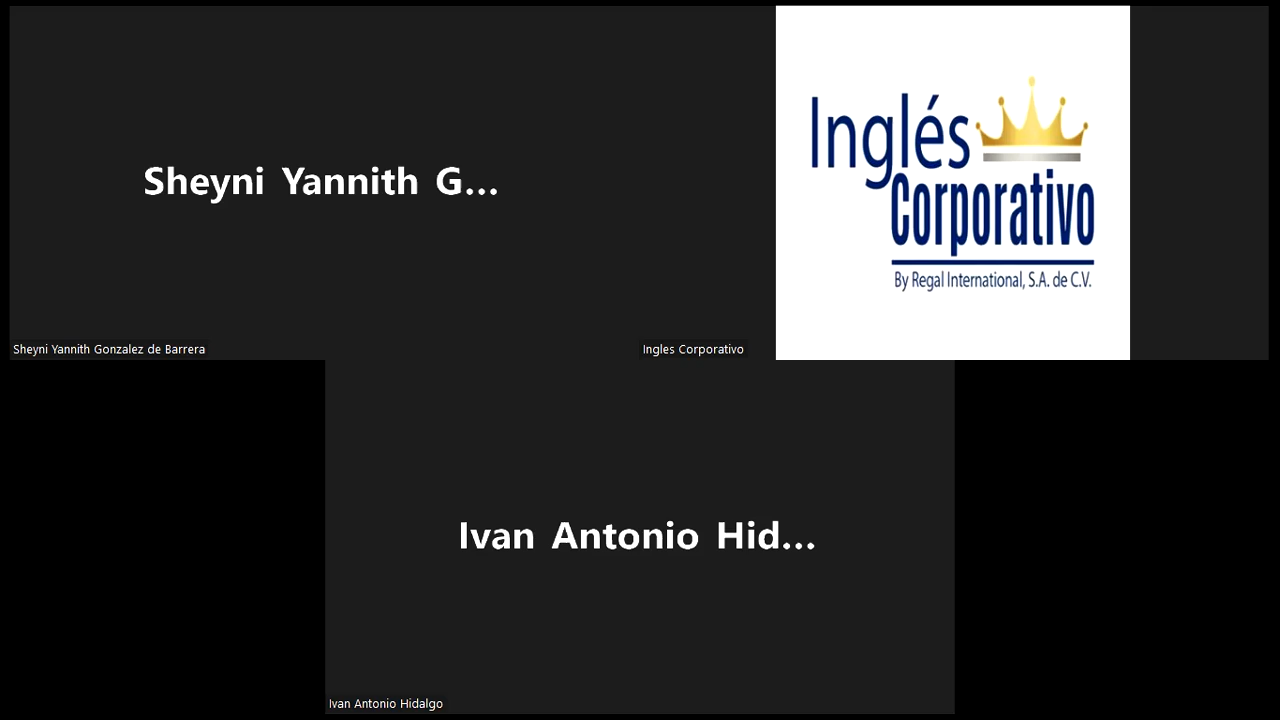 Sheyni Yannith G...
Sheyni Yannith Gonzalez de Barrera
Inglés
Corporativo
By Regal International, S.A. de C.V.
Ingles Corporativo
Ivan Antonio Hid...
Ivan Antonio Hidalgo